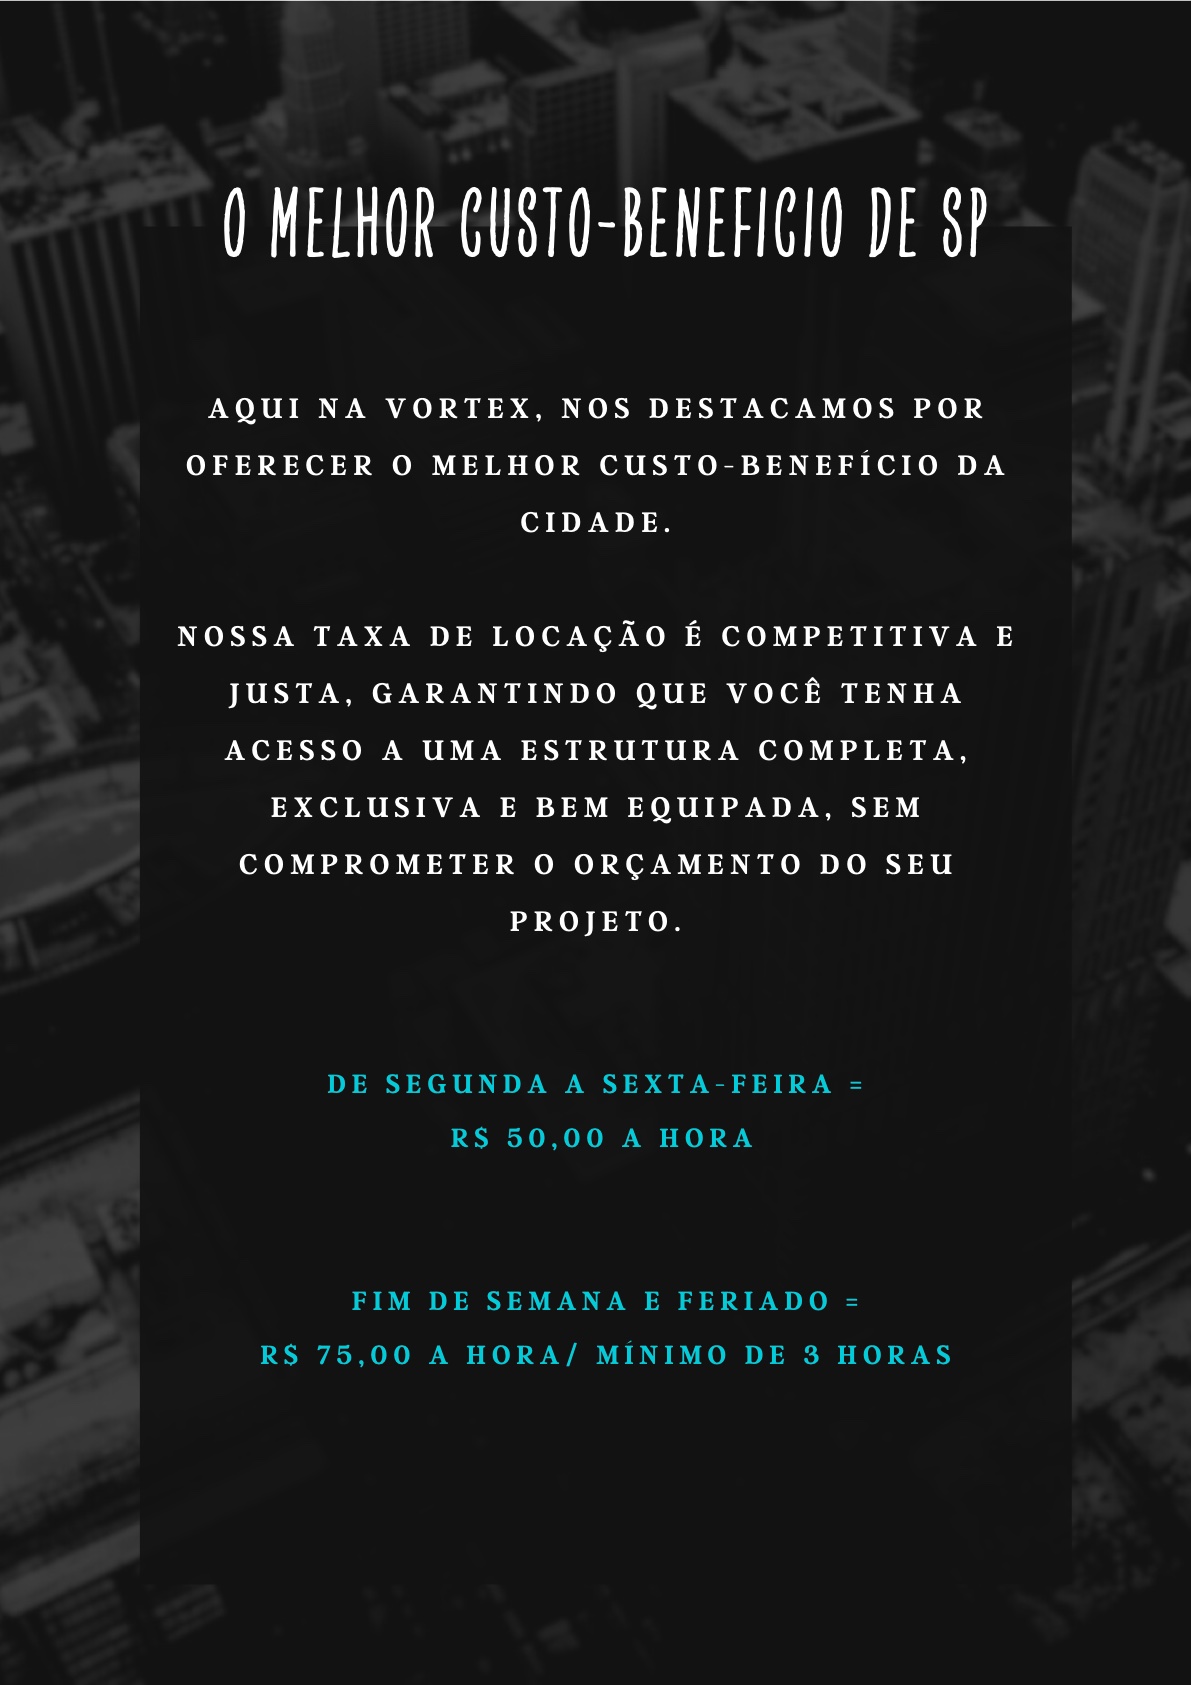 O MELHOR CUSTO-BENEFICIO DE SP
AQUI NA VORTEX, NOS DESTACAMOS POR
OFERECER O MELHOR CUSTO-BENEFÍCIO DA
CIDADE.
NOSSA TAXA DE LOCAÇÃO É COMPETITIVA E
JUSTA, GARANTINDO QUE VOCÊ TENHA
ACESSO A UMA ESTRUTURA COMPLETA,
EXCLUSIVA E BEM EQUIPADA, SEM
COMPROMETER O ORÇAMENTO DO SEU
PROJETO.
DE SEGUNDA A SEXTA-FEIRA =
R$ 50,00 A HORA
FIM DE SEMANA E FERIADO =
R$ 75,00 A HORA/ MÍNIMO DE 3 HORAS